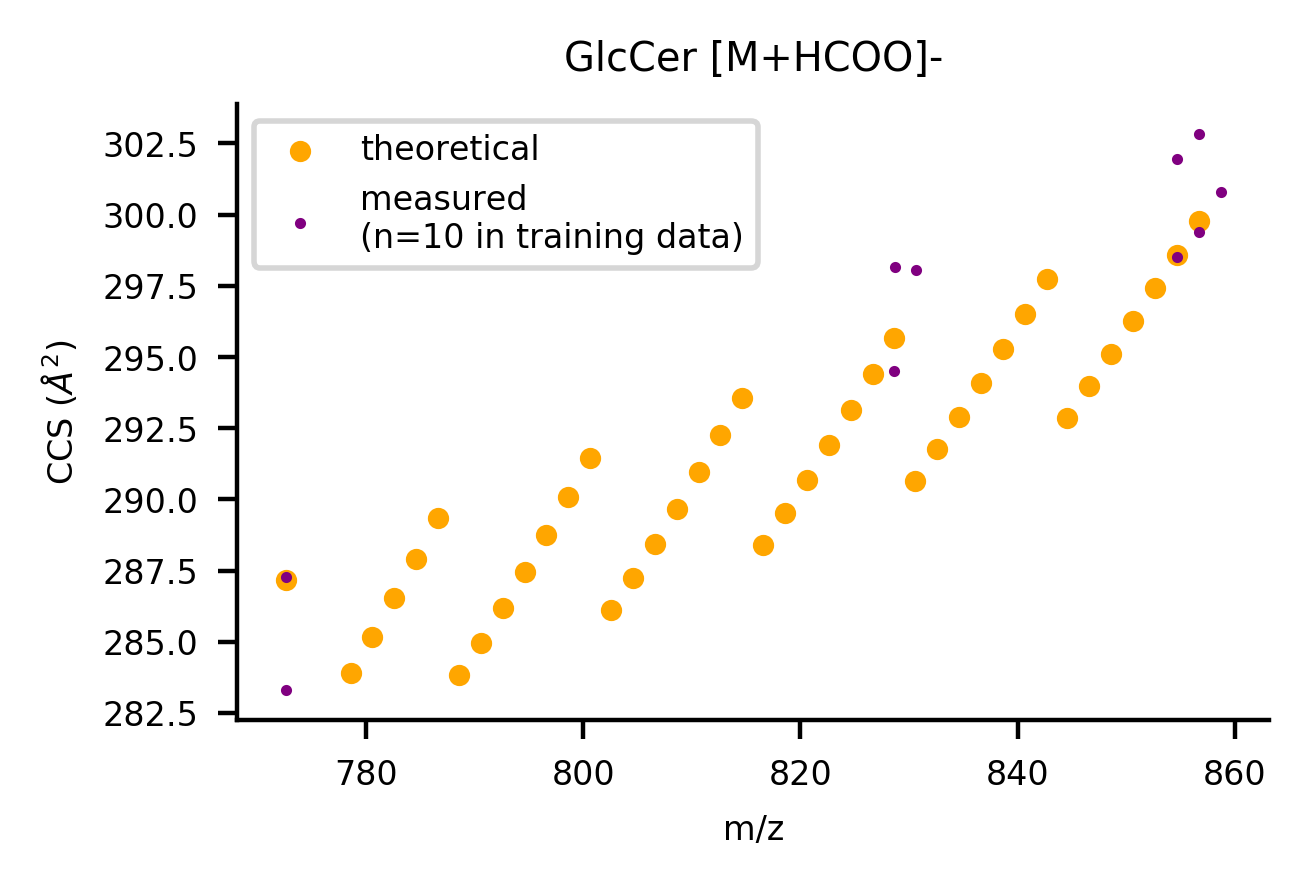 GlcCer [M+HCOO]-
theoretical
measured
(n=10 in training data)
302.5
300.0
297.5
295.0
292.5
290.0
287.5
285.0
282.5
CCS (Å²)
780 800 820 840 860
m/z